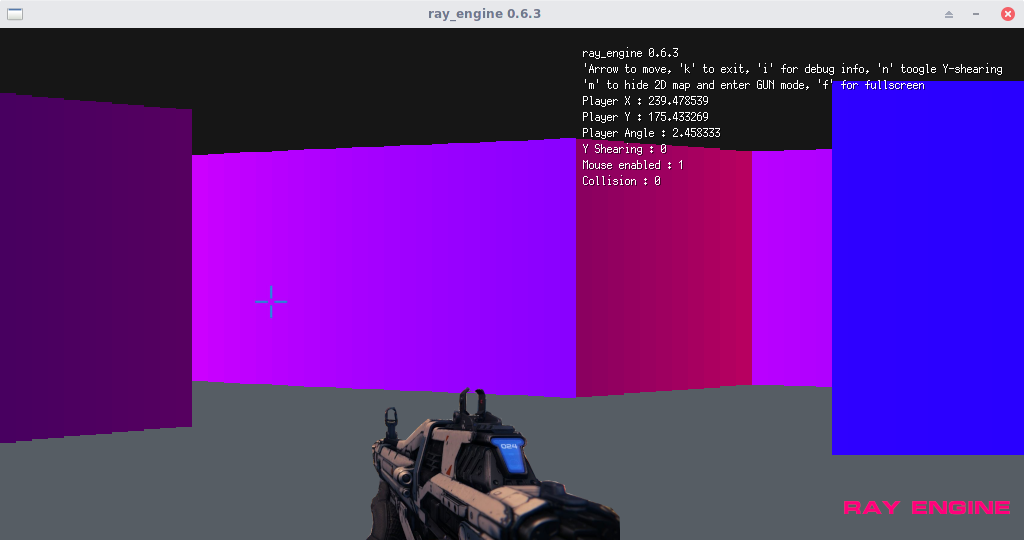 ray_engine 0.6.3
ray_engine 0.6.3
'Arrow to move, 'k' to exit, 'i' for debug info, 'n' toogle Y-shearing
'm' to hide 2D map and enter GUN mode, 'f' for fullscreen
Player X : 239.478539
Player Y : 175.433269
Player Angle : 2.458333
Y Shearing : 0
Mouse enabled : 1
Collision : 0
024
RAY ENGINE